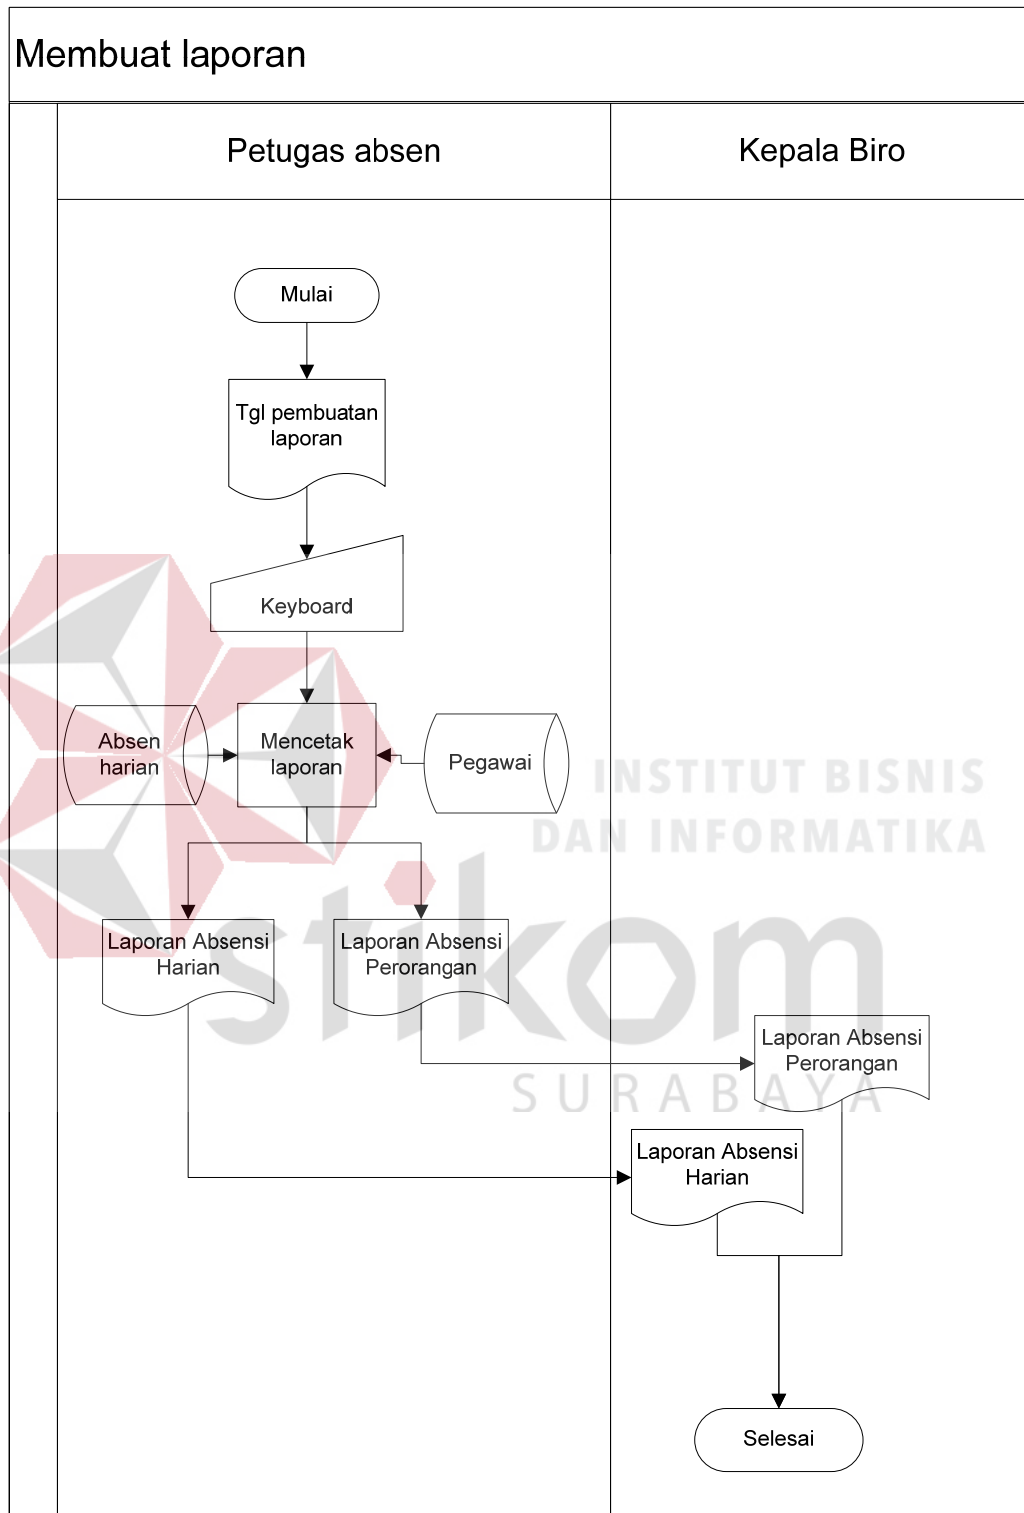 Membuat laporan
Petugas absen
Kepala Biro
Mulai
Tgl pembuatan
laporan
Keyboard
Absen
harian
Mencetak
laporan
Pegawai
INSTITUT BISNIS
DAN INFORMATIKA
stikom
SURABAYA
Laporan Absensi
Harian
Laporan Absensi
Perorangan
Laporan Absensi
Perorangan
Laporan Absensi
Harian
Selesai